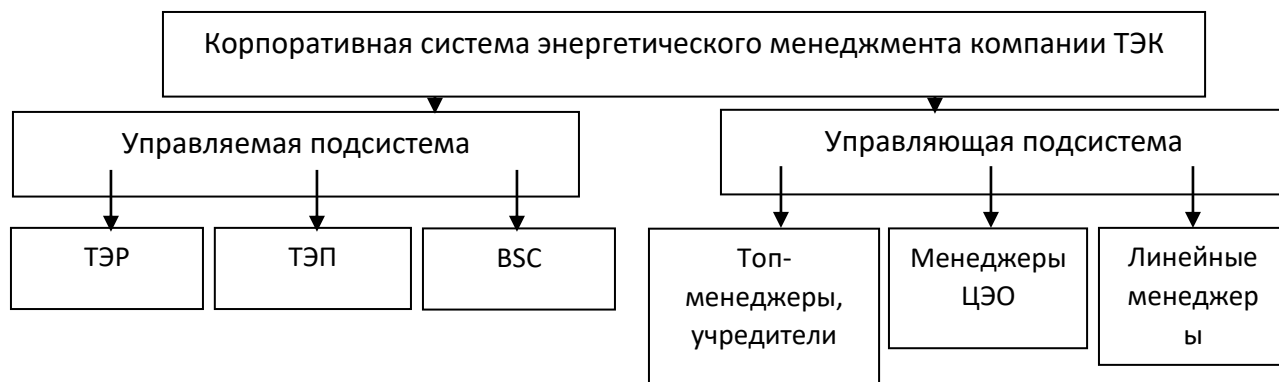 Корпоративная система энергетического менеджмента компании ТЭК
Управляемая подсистема
Управляющая подсистема
ТЭР
ТЭП
BSC
Топ-
менеджеры,
учредители
Менеджеры
ЦЭО
Линейные
менеджер
ы